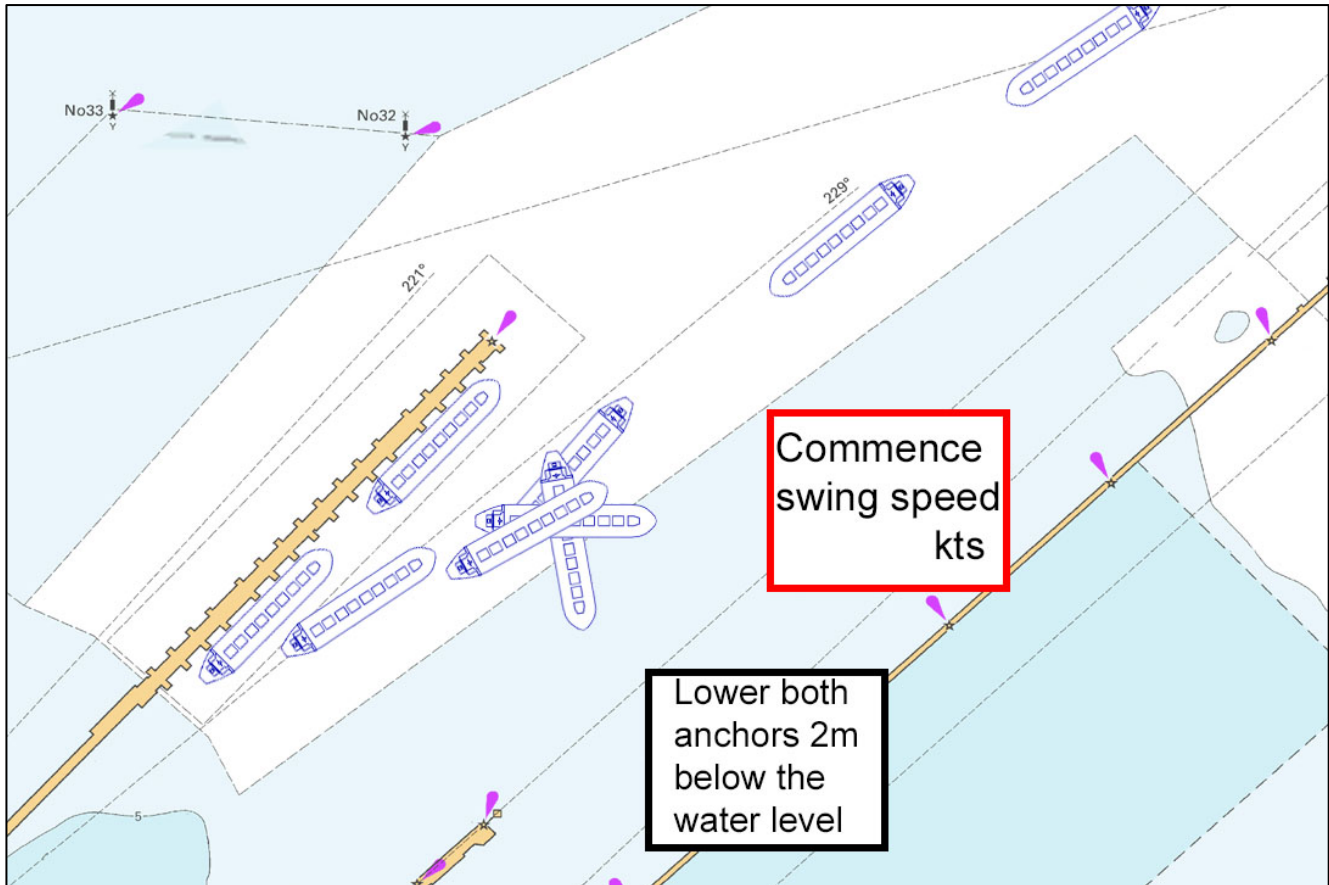 No33
Y
No32
Y
229°
221°
Commence
swing speed
kts
Lower both
anchors 2m
below the
water level
5